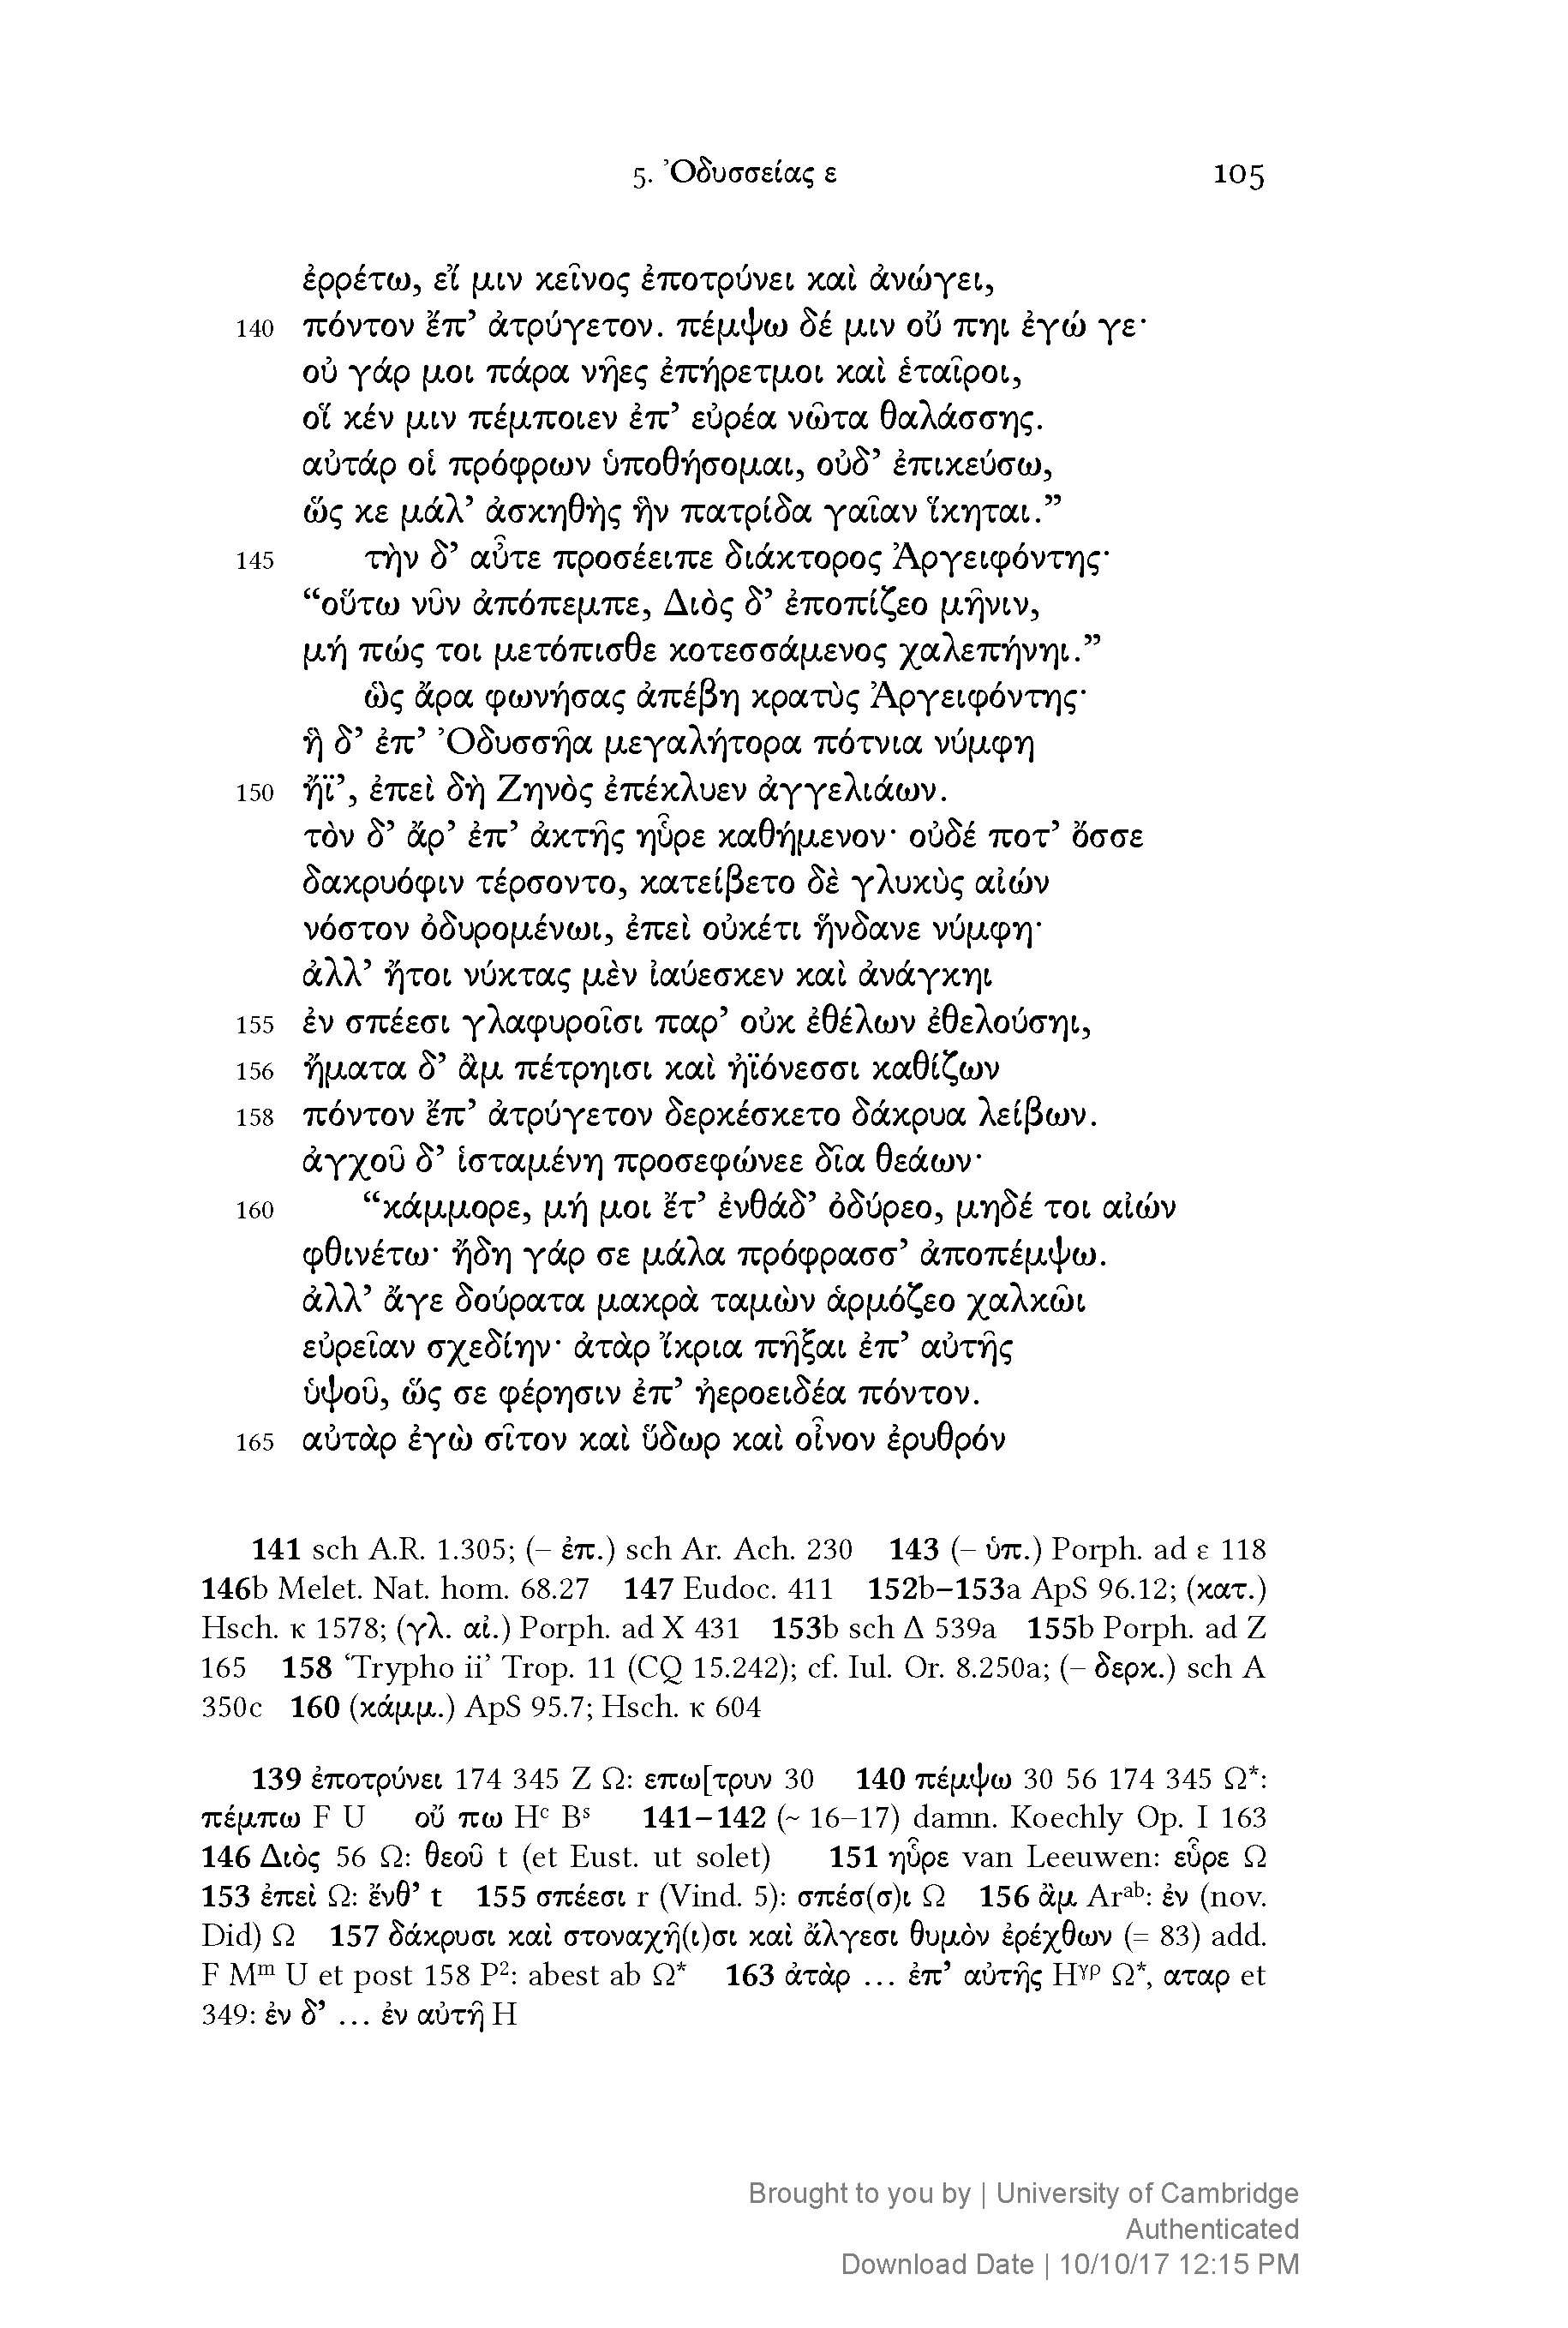 5. Ὀδυσσείας ε 105
ἐρρέτω, εἴ μιν κεῖνος ἐποτρύνει καὶ ἀνώγει,
140 πόντον ἔπ’ ἀτρύγετον. πέμψω δέ μιν οὔ πηι ἐγώ γε·
οὐ γάρ μοι πάρα νῆες ἐπήρετμοι καὶ ἑταῖροι,
οἵ κέν μιν πέμποιεν ἐπ’ εὐρέα νῶτα θαλάσσης.
αὐτάρ οἱ πρόφρων ὑποθήσομαι, οὐδ’ ἐπικεύσω,
ὥς κε μάλ’ ἀσκηθὴς ἣν πατρίδα γαῖαν ἵκηται.”
145 τὴν δ’ αὖτε προσέειπε διάκτορος Ἀργειφόντης·
“οὕτω νῦν ἀπόπεμπε, Διὸς δ’ ἐποπίζεο μῆνιν,
μή πώς τοι μετόπισθε κοτεσσάμενος χαλεπήνηι.”
ὣς ἄρα φωνήσας ἀπέβη κρατὺς Ἀργειφόντης·
ἣ δ’ ἐπ’ Ὀδυσσῆα μεγαλήτορα πότνια νύμφη
150 ἤϊ’, ἐπεὶ δὴ Ζηνὸς ἐπέκλυεν ἀγγελιάων.
τὸν δ’ ἄρ’ ἐπ’ ἀκτῆς ηὗρε καθήμενον· οὐδέ ποτ’ ὄσσε
δακρυόφιν τέρσοντο, κατείβετο δὲ γλυκὺς αἰών
νόστον ὀδυρομένωι, ἐπεὶ οὐκέτι ἥνδανε νύμφη·
ἀλλ’ ἤτοι νύκτας μὲν ἰαύεσκεν καὶ ἀνάγκηι
155 ἐν σπέεσι γλαφυροῖσι παρ’ οὐκ ἐθέλων ἐθελούσηι,
156 ἤματα δ’ ἂμ πέτρηισι καὶ ἠϊόνεσσι καθίζων
158 πόντον ἔπ’ ἀτρύγετον δερκέσκετο δάκρυα λείβων.
ἀγχοῦ δ’ ἱσταμένη προσεφώνεε δῖα θεάων·
160 “κάμμορε, μή μοι ἔτ’ ἐνθάδ’ ὀδύρεο, μηδέ τοι αἰών
φθινέτω· ἤδη γάρ σε μάλα πρόφρασσ’ ἀποπέμψω.
ἀλλ’ ἄγε δούρατα μακρὰ ταμὼν ἁρμόζεο χαλκῶι
εὐρεῖαν σχεδίην· ἀτὰρ ἴκρια πῆξαι ἐπ’ αὐτῆς
ὑψοῦ, ὥς σε φέρησιν ἐπ’ ἠεροειδέα πόντον.
165 αὐτὰρ ἐγὼ σῖτον καὶ ὕδωρ καὶ οἶνον ἐρυθρόν
141 sch A.R. 1.305; (– ἐπ.) sch Ar. Ach. 230 143 (– ὑπ.) Porph. ad ε 118
146b Melet. Nat. hom. 68.27 147 Eudoc. 411 152b–153a ApS 96.12; (κατ.)
Hsch. κ 1578; (γλ. αἰ.) Porph. ad Χ 431 153b sch Δ 539a 155b Porph. ad Ζ
165 158 ‘Trypho ii’ Trop. 11 (CQ 15.242); cf. Iul. Or. 8.250a; (– δερκ.) sch A
350c 160 (κάμμ.) ApS 95.7; Hsch. κ 604
139 ἐποτρύνει 174 345 Z Ω: επω[τρυν 30 140 πέμψω 30 56 174 345 Ω*:
πέμπω F U οὔ πω Hᶜ Bˢ 141–142 (~ 16–17) damn. Koechly Op. I 163
146 Διὸς 56 Ω: θεοῦ t (et Eust. ut solet) 151 ηὗρε van Leeuwen: εὗρε Ω
153 ἐπεὶ Ω: ἔνθ’ t 155 σπέεσι r (Vind. 5): σπέσ(σ)ι Ω 156 ἂμ Arᵃᵇ: ἐν (nov.
Did) Ω 157 δάκρυσι καὶ στοναχῆ(ι)σι καὶ ἄλγεσι θυμὸν ἐρέχθων (= 83) add.
F Mᵐ U et post 158 P²: abest ab Ω* 163 ἀτὰρ ... ἐπ’ αὐτῆς Hᵞᵖ Ω*, αταρ et
349: ἐν δ’ ... ἐν αὐτῆ H
Brought to you by | University of Cambridge
Authenticated
Download Date | 10/10/17 12:15 PM